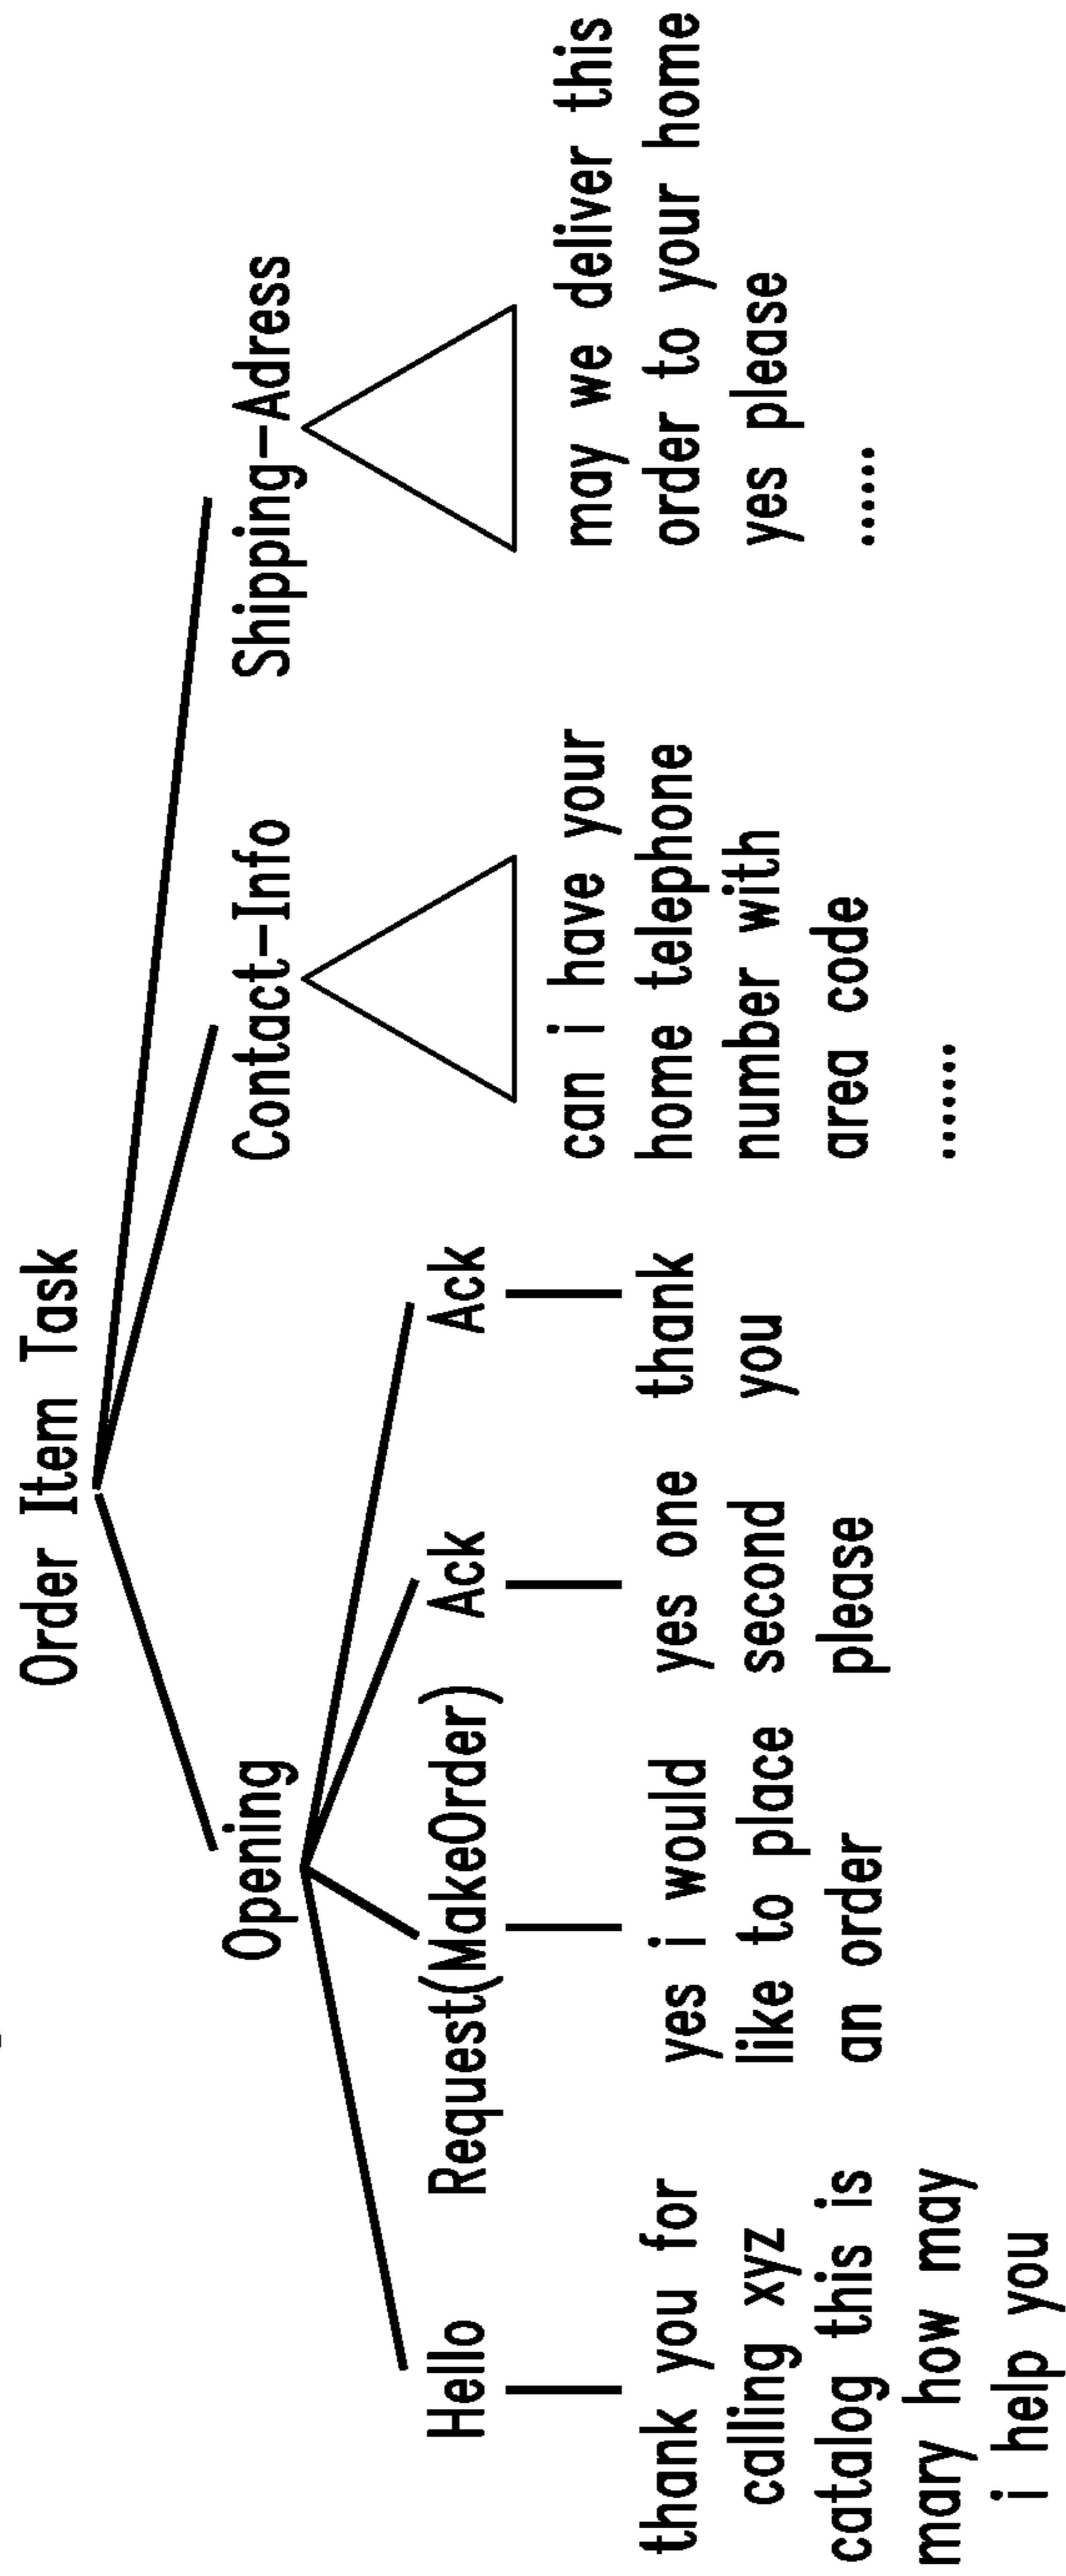 Order Item Task
Opening
Contact-Info
Shipping-Adress
Hello
Request(MakeOrder)
Ack
Ack
thank you for
calling xyz
catalog this is
mary how may
i help you
yes i would
like to place
an order
yes one
second
please
thank
you
can i have your
home telephone
number with
area code
.......
may we deliver this
order to your home
yes please
......